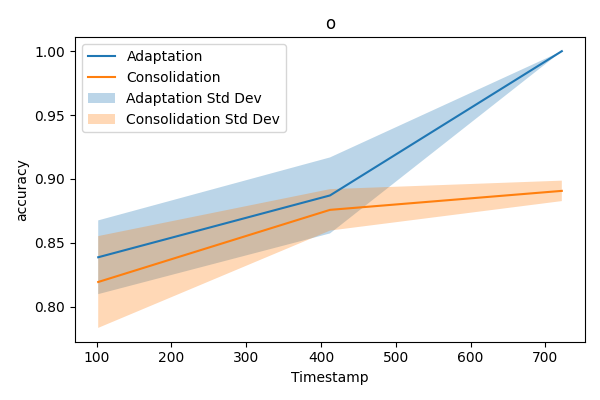 o
Adaptation
Consolidation
Adaptation Std Dev
Consolidation Std Dev
1.00
0.95
0.90
0.85
0.80
accuracy
100 200 300 400 500 600 700
Timestamp